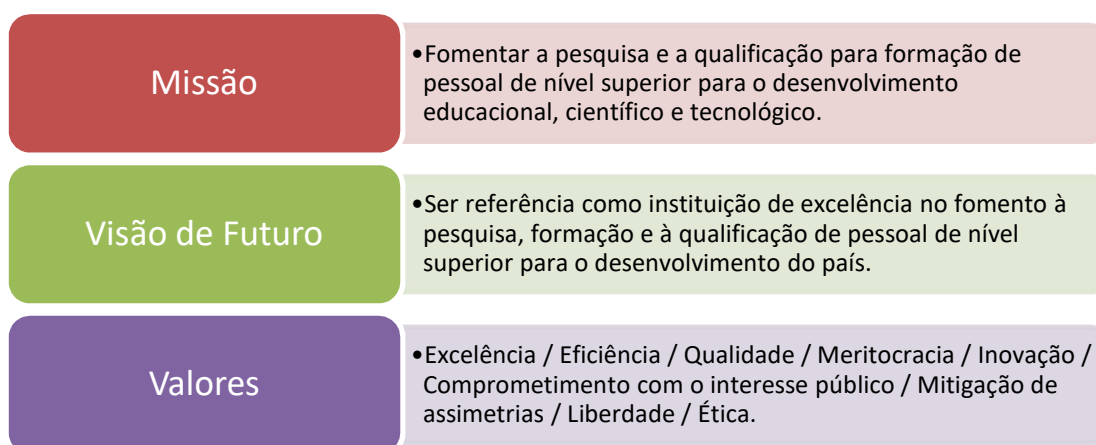 Missão
•Fomentar a pesquisa e a qualificação para formação de
pessoal de nível superior para o desenvolvimento
educacional, científico e tecnológico.
Visão de Futuro
•Ser referência como instituição de excelência no fomento à
pesquisa, formação e à qualificação de pessoal de nível
superior para o desenvolvimento do país.
Valores
•Excelência / Eficiência / Qualidade / Meritocracia / Inovação /
Comprometimento com o interesse público / Mitigação de
assimetrias / Liberdade / Ética.